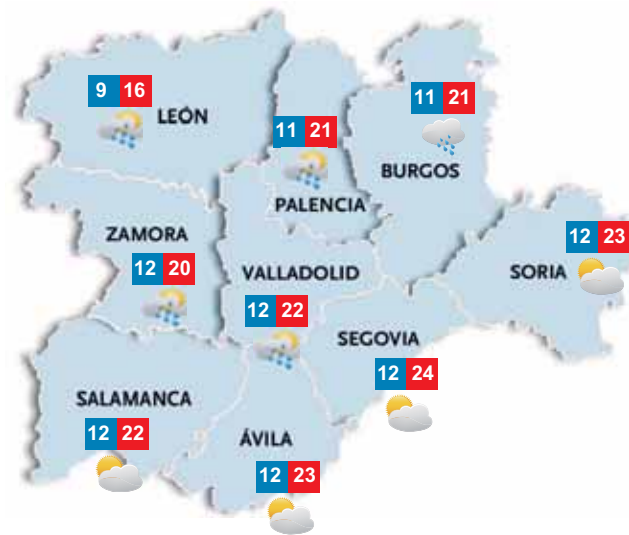 9 16
LEÓN
11 21
PALENCIA
11 21
BURGOS
ZAMORA
12 20
VALLADOLID
12 22
12 23
SORIA
SEGOVIA
12 24
SALAMANCA
12 22
ÁVILA
12 23